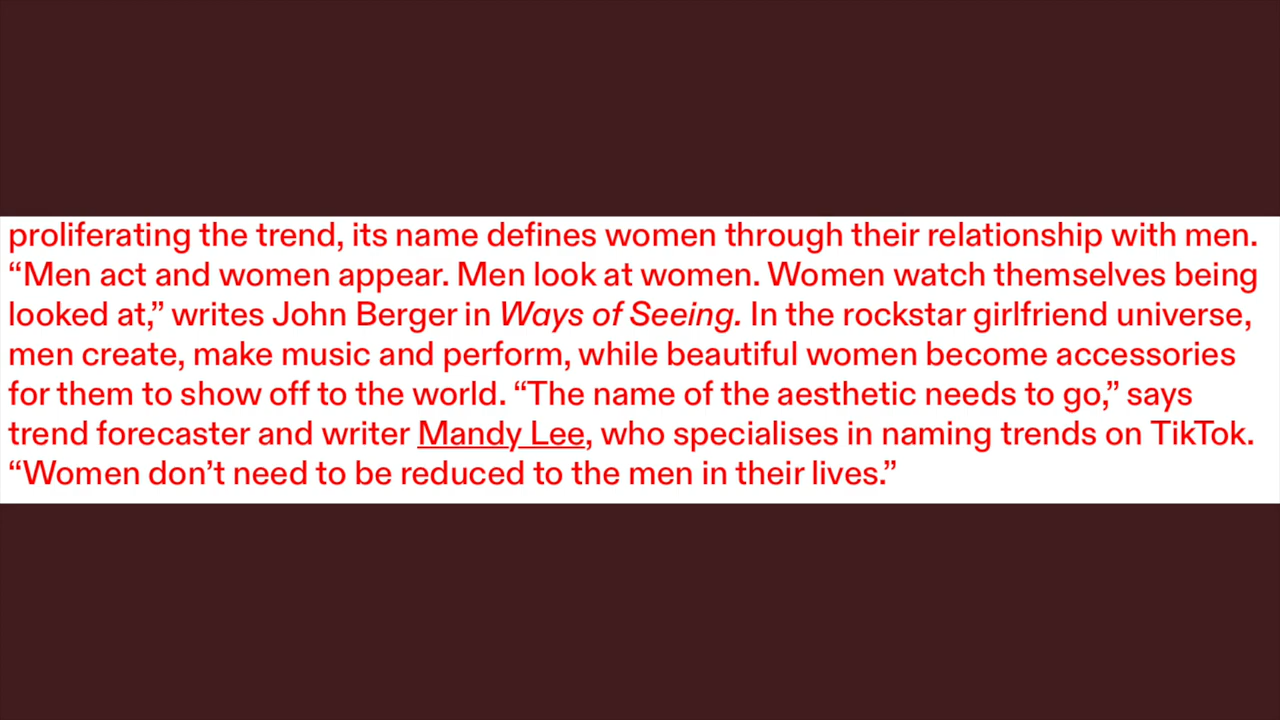 proliferating the trend, its name defines women through their relationship with men.
“Men act and women appear. Men look at women. Women watch themselves being
looked at,” writes John Berger in Ways of Seeing. In the rockstar girlfriend universe,
men create, make music and perform, while beautiful women become accessories
for them to show off to the world. “The name of the aesthetic needs to go,” says
trend forecaster and writer Mandy Lee, who specialises in naming trends on TikTok.
“Women don’t need to be reduced to the men in their lives.”